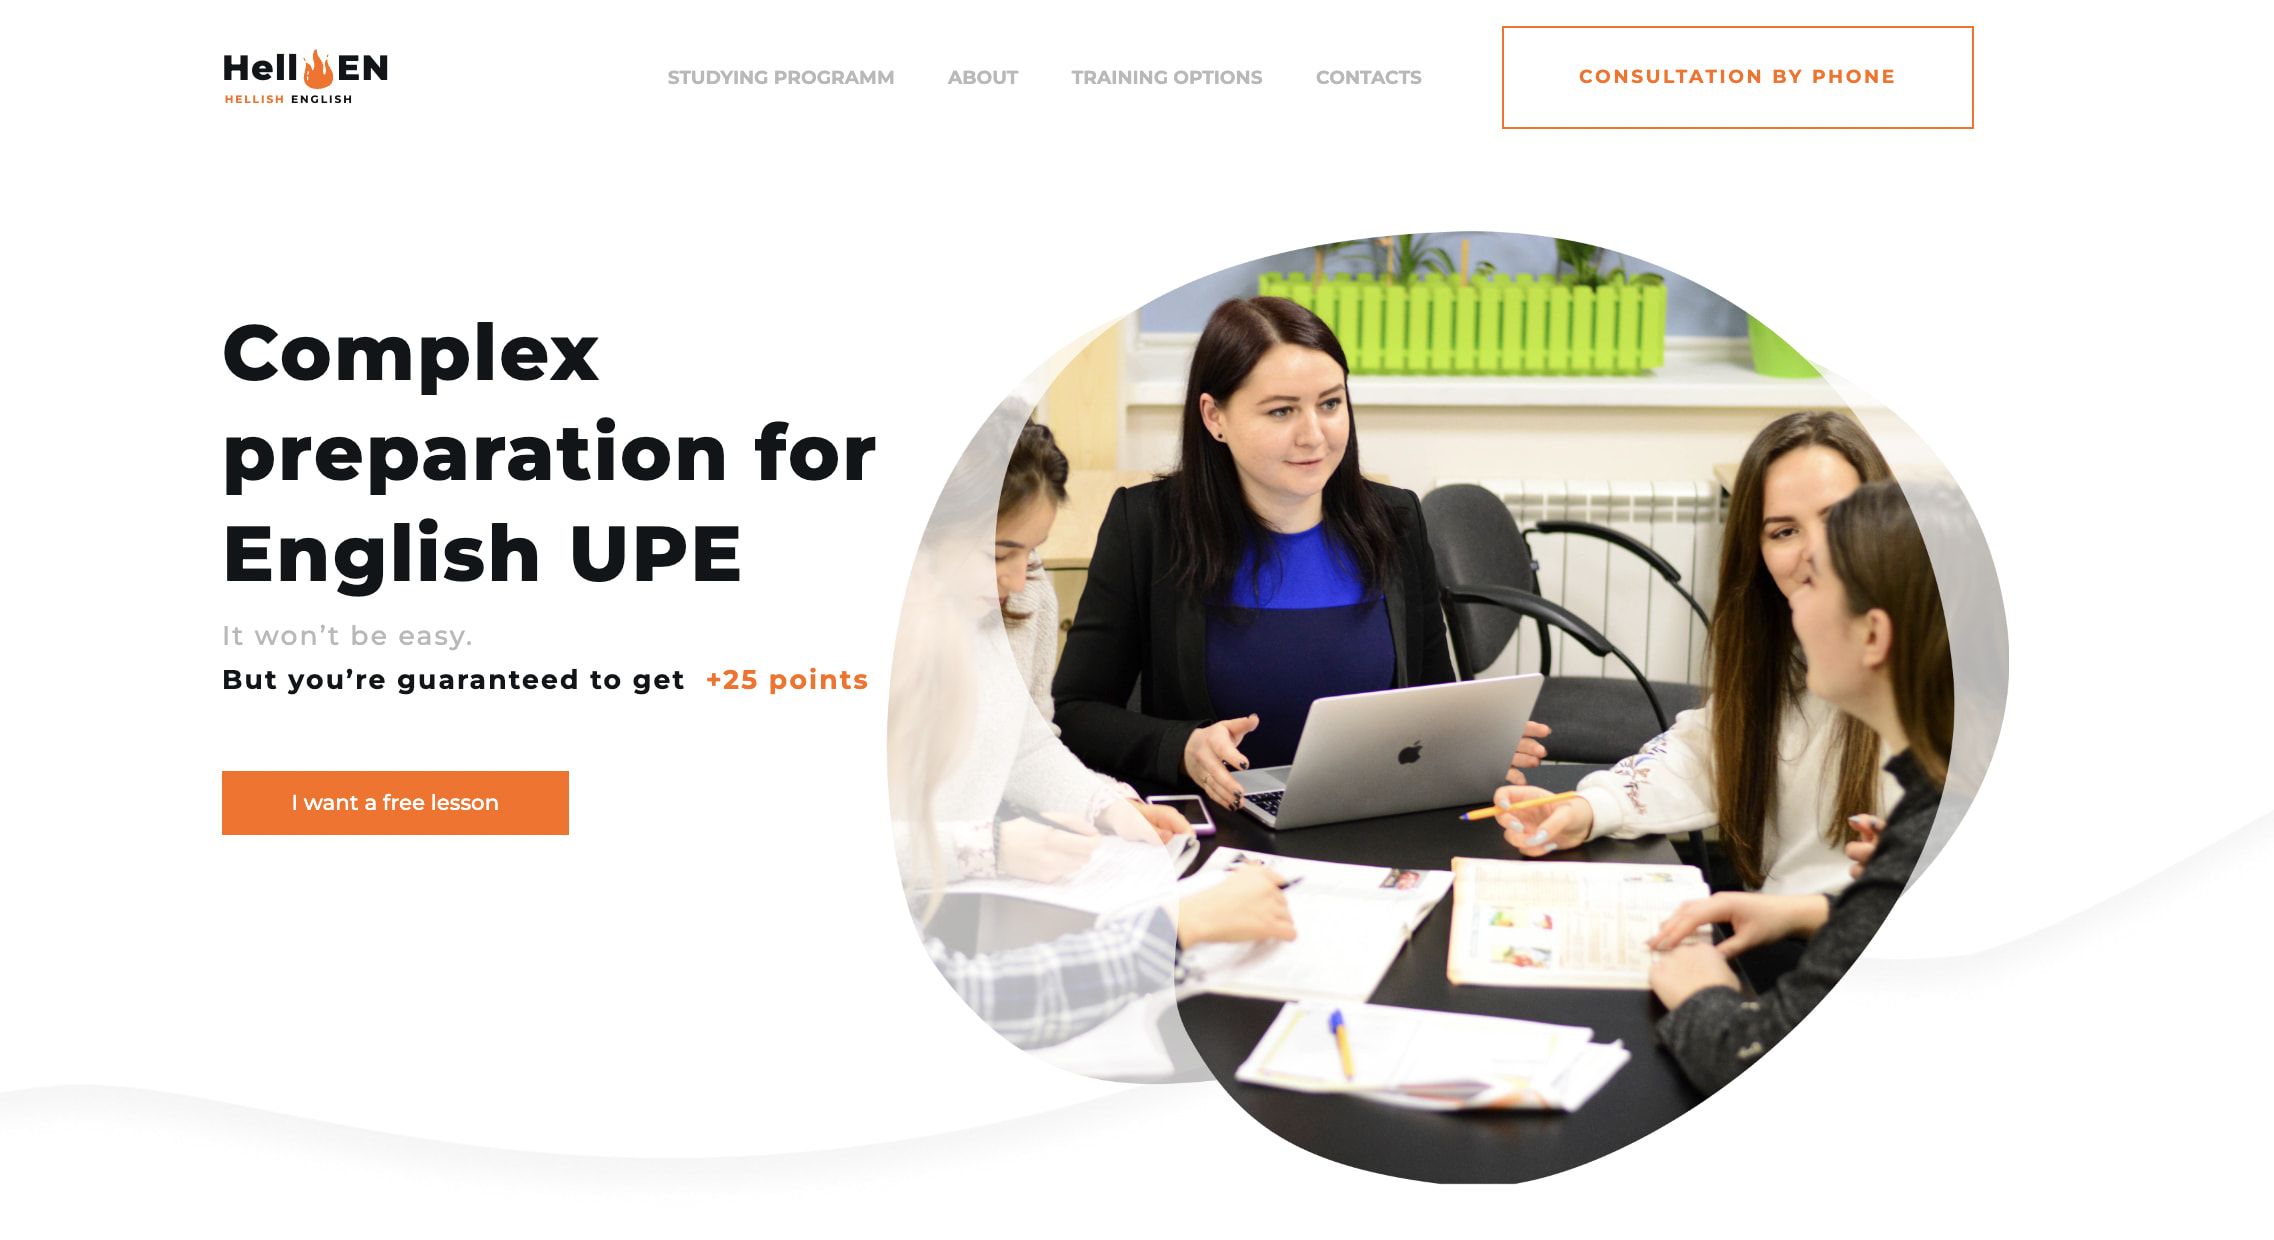 Hell EN
HELLISH ENGLISH
STUDYING PROGRAMM
ABOUT
TRAINING OPTIONS
CONTACTS
CONSULTATION BY PHONE
Complex
preparation for
English UPE
It won’t be easy.
But you’re guaranteed to get +25 points
I want a free lesson